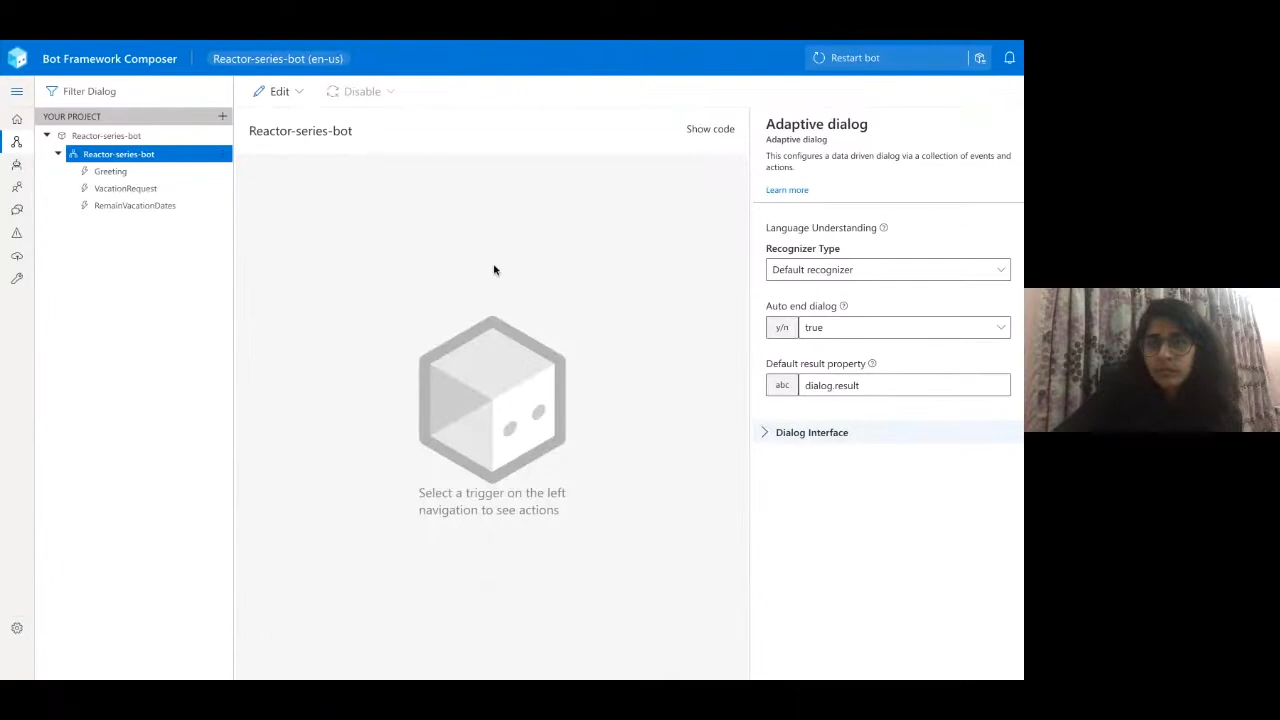 Bot Framework Composer
Reactor-series-bot (en-us)
Restart bot
Filter Dialog
Edit
Disable
YOUR PROJECT
Reactor-series-bot
Reactor-series-bot
Greeting
VacationRequest
RemainVacationDates
Reactor-series-bot
Show code
Select a trigger on the left
navigation to see actions
Adaptive dialog
Adaptive dialog
This configures a data driven dialog via a collection of events and
actions.
Learn more
Language Understanding
Recognizer Type
Default recognizer
Auto end dialog
y/n
true
Default result property
abc
dialog.result
Dialog Interface